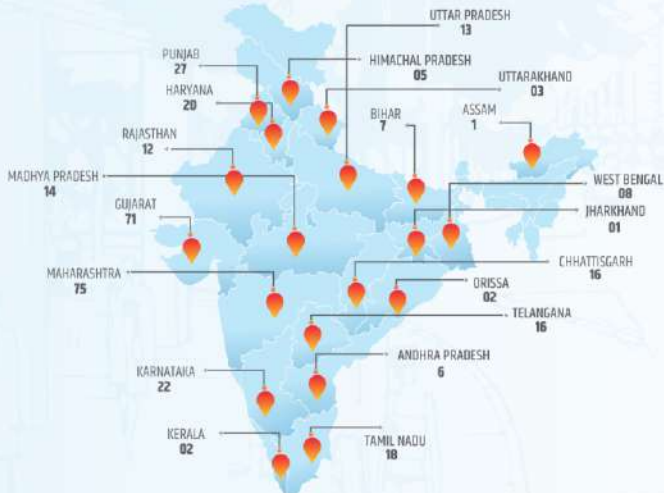 UTTAR PRADESH
13
PUNJAB
27
HIMACHAL PRADESH
05
UTTARAKHAND
03
HARYANA
20
BIHAR
7
ASSAM
1
RAJASTHAN
12
MADHYA PRADESH
14
WEST BENGAL
08
GUJARAT
71
JHARKHAND
01
CHHATTISGARH
16
MAHARASHTRA
75
ORISSA
02
TELANGANA
16
ANDHRA PRADESH
6
KARNATAKA
22
KERALA
02
TAMIL NADU
18